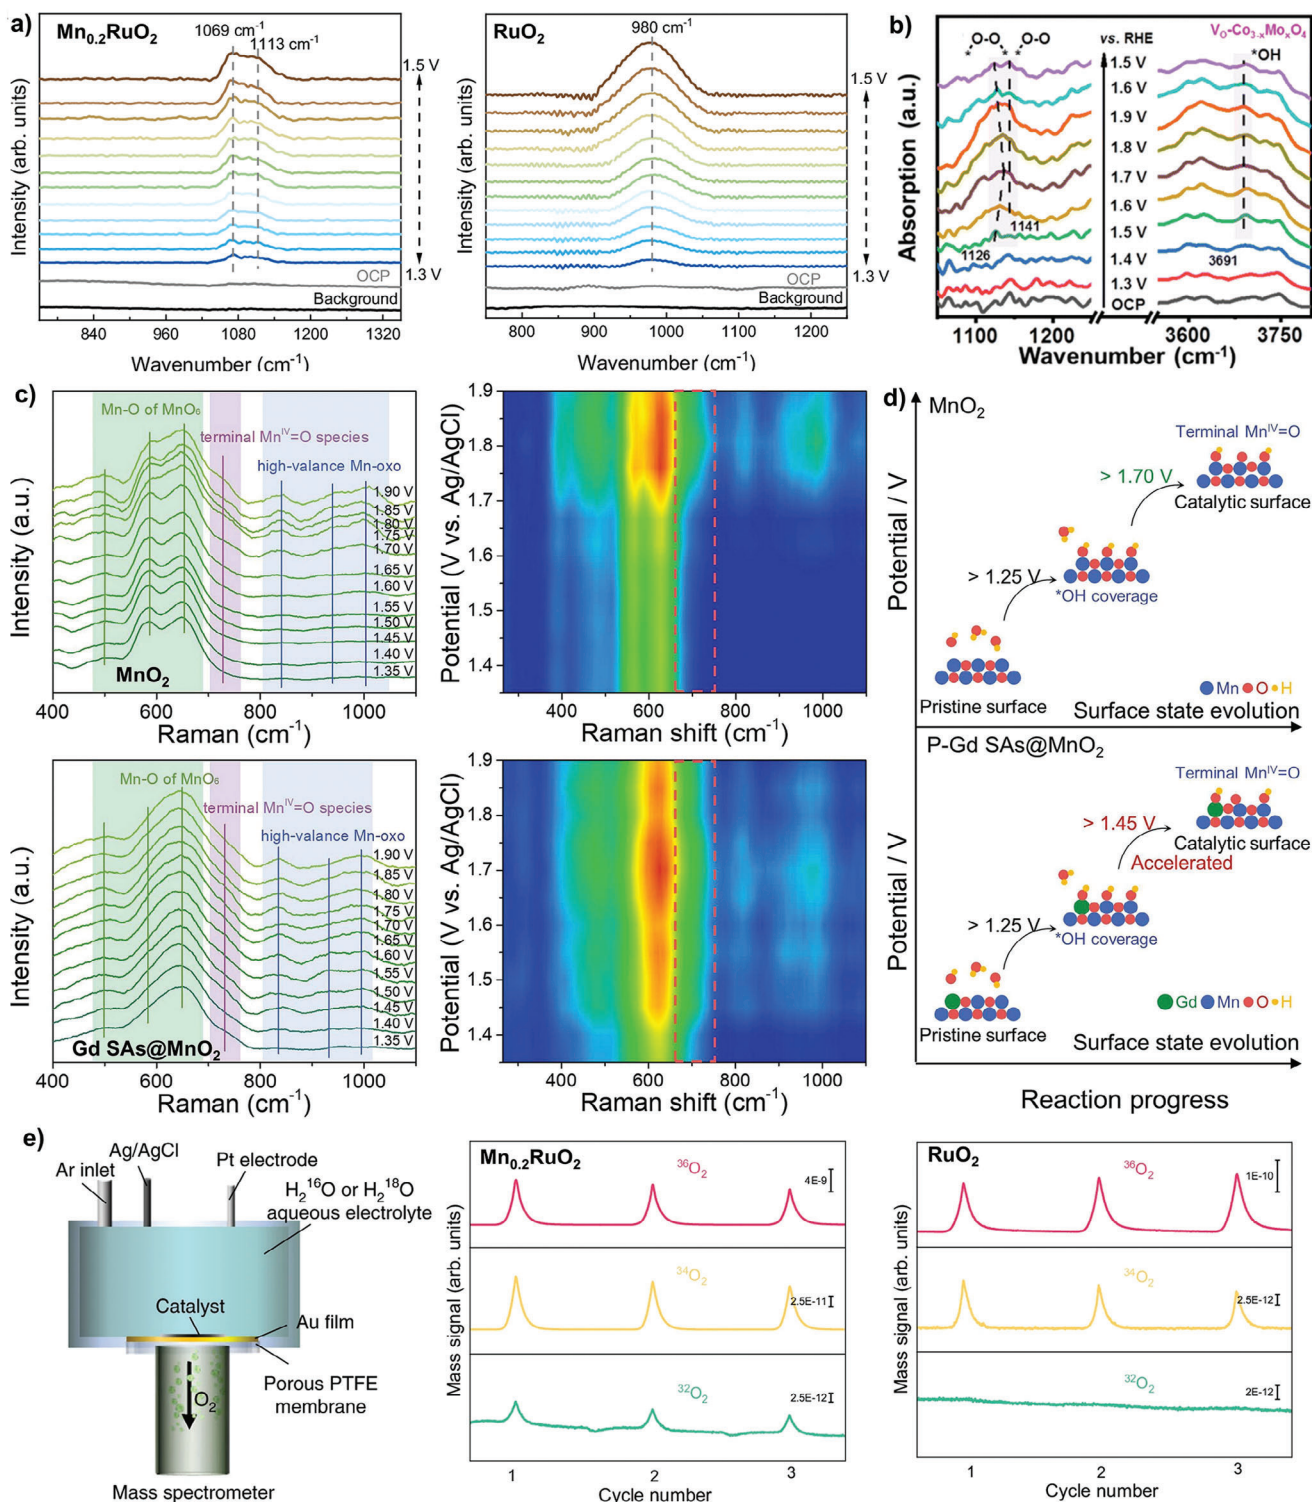 a)
Mn₀.₂RuO₂
1069 cm⁻¹
1113 cm⁻¹
1.5 V
1.3 V
OCP
Background
Intensity (arb. units)
840 960 1080 1200 1320
Wavenumber (cm⁻¹)
RuO₂
980 cm⁻¹
1.5 V
1.3 V
OCP
Background
Intensity (arb. units)
800 900 1000 1100 1200
Wavenumber (cm⁻¹)
b)
*O-O* *O-O
vs. RHE
V₀-Co₃₋ₓMoₓO₄
*OH
1.5 V
1.6 V
1.9 V
1.8 V
1.7 V
1.6 V
1.5 V
1.4 V
1.3 V
OCP
1141
1126
3691
Absorption (a.u.)
1100 1200 3600 3750
Wavenumber (cm⁻¹)
c)
Mn-O of MnO₆
terminal Mnᴵⱽ=O species
high-valance Mn-oxo
1.90 V
1.85 V
1.80 V
1.75 V
1.70 V
1.65 V
1.60 V
1.55 V
1.50 V
1.45 V
1.40 V
1.35 V
MnO₂
Intensity (a.u.)
400 600 800 1000
Raman (cm⁻¹)
1.9
1.8
1.7
1.6
1.5
1.4
Potential (V vs. Ag/AgCl)
400 600 800 1000
Raman shift (cm⁻¹)
Mn-O of MnO₆
terminal Mnᴵⱽ=O species
high-valance Mn-oxo
1.90 V
1.85 V
1.80 V
1.75 V
1.70 V
1.65 V
1.60 V
1.55 V
1.50 V
1.45 V
1.40 V
1.35 V
Gd SAs@MnO₂
Intensity (a.u.)
400 600 800 1000
Raman (cm⁻¹)
1.9
1.8
1.7
1.6
1.5
1.4
Potential (V vs. Ag/AgCl)
400 600 800 1000
Raman shift (cm⁻¹)
d)
MnO₂
Terminal Mnᴵⱽ=O
> 1.70 V
Catalytic surface
> 1.25 V
*OH coverage
Pristine surface
Mn O H
Surface state evolution
Potential / V
P-Gd SAs@MnO₂
Terminal Mnᴵⱽ=O
> 1.45 V
Catalytic surface
Accelerated
> 1.25 V
*OH coverage
Pristine surface
Gd Mn O H
Surface state evolution
Potential / V
Reaction progress
e)
Ag/AgCl
Ar inlet
Pt electrode
H₂¹⁶O or H₂¹⁸O
aqueous electrolyte
Catalyst
Au film
Porous PTFE
membrane
O₂
Mass spectrometer
Mn₀.₂RuO₂
³⁶O₂
4E-9
³⁴O₂
2.5E-11
³²O₂
2.5E-12
Mass signal (arb. units)
1 2 3
Cycle number
RuO₂
³⁶O₂
1E-10
³⁴O₂
2.5E-12
³²O₂
2E-12
Mass signal (arb. units)
1 2 3
Cycle number